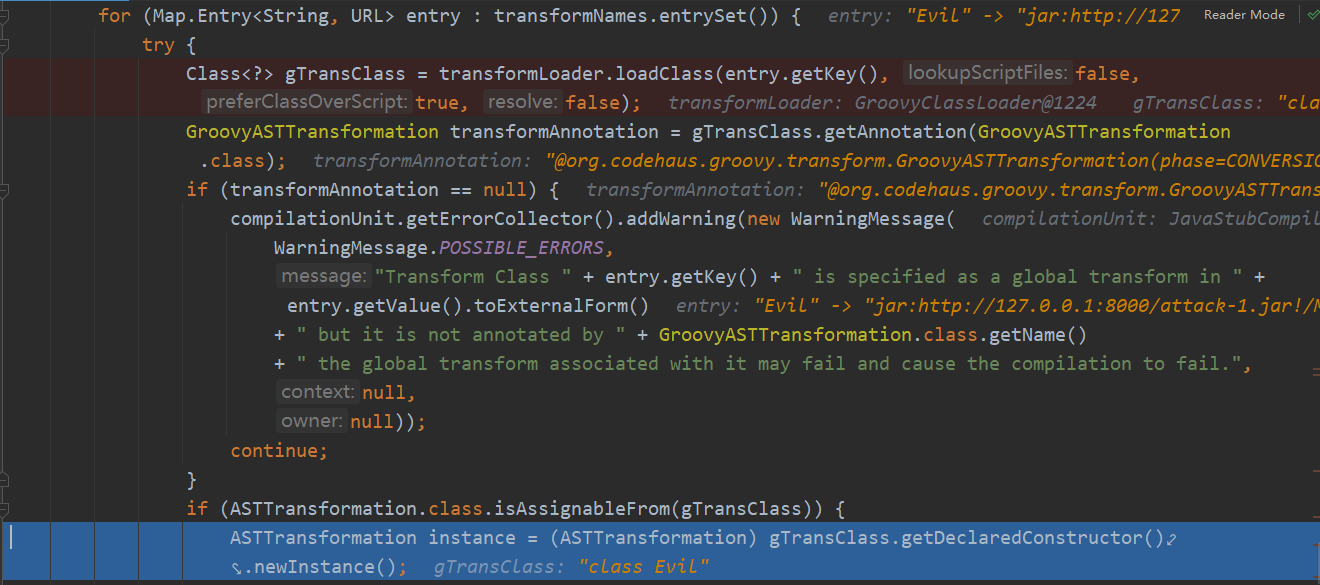 for (Map.Entry<String, URL> entry : transformNames.entrySet()) { entry: "Evil" -> "jar:http://127 Reader Mode
try {
Class<?> gTransClass = transformLoader.loadClass(entry.getKey(), lookupScriptFiles: false,
preferClassOverScript: true, resolve: false); transformLoader: GroovyClassLoader@1224 gTransClass: "cla
GroovyASTTransformation transformAnnotation = gTransClass.getAnnotation(GroovyASTTransformation
.class); transformAnnotation: "@org.codehaus.groovy.transform.GroovyASTTransformation(phase=CONVERSIO
if (transformAnnotation == null) { transformAnnotation: "@org.codehaus.groovy.transform.GroovyASTTrans
compilationUnit.getErrorCollector().addWarning(new WarningMessage( compilationUnit: JavaStubCompil
WarningMessage.POSSIBLE_ERRORS,
message: "Transform Class " + entry.getKey() + " is specified as a global transform in " +
entry.getValue().toExternalForm() entry: "Evil" -> "jar:http://127.0.0.1:8000/attack-1.jar!/M
+ " but it is not annotated by " + GroovyASTTransformation.class.getName()
+ " the global transform associated with it may fail and cause the compilation to fail.",
context: null,
owner: null));
continue;
}
if (ASTTransformation.class.isAssignableFrom(gTransClass)) {
ASTTransformation instance = (ASTTransformation) gTransClass.getDeclaredConstructor()
.newInstance(); gTransClass: "class Evil"